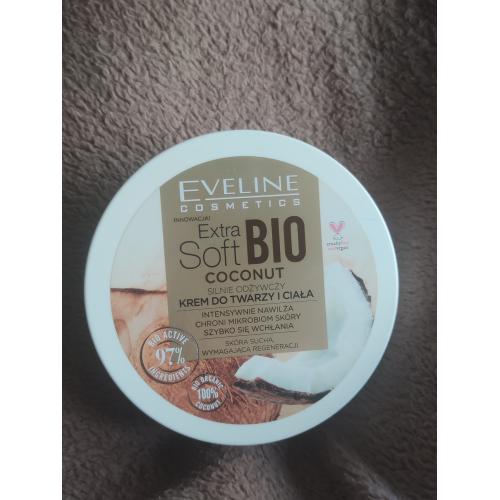 EVELINE
COSMETICS
INNOWACJA!
Extra
Soft BIO
COCONUT
SILNIE ODŻYWCZY
KREM DO TWARZY I CIAŁA
INTENSYWNIE NAWILŻA
CHRONI MIKROBIOM SKÓRY
SZYBKO SIĘ WCHŁANIA
SKÓRA SUCHA,
WYMAGAJĄCA REGENERACJI
BIO ACTIVE
97%
INGREDIENTS
BIO ORGANIC
100%
COCONUT